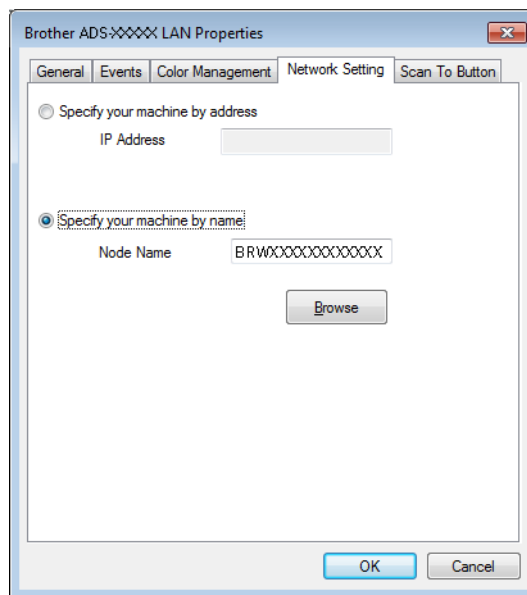 Brother ADS-XXXXX LAN Properties
General Events Color Management Network Setting Scan To Button
Specify your machine by address
IP Address
Specify your machine by name
Node Name BRWXXXXXXXXXXXX
Browse
OK Cancel